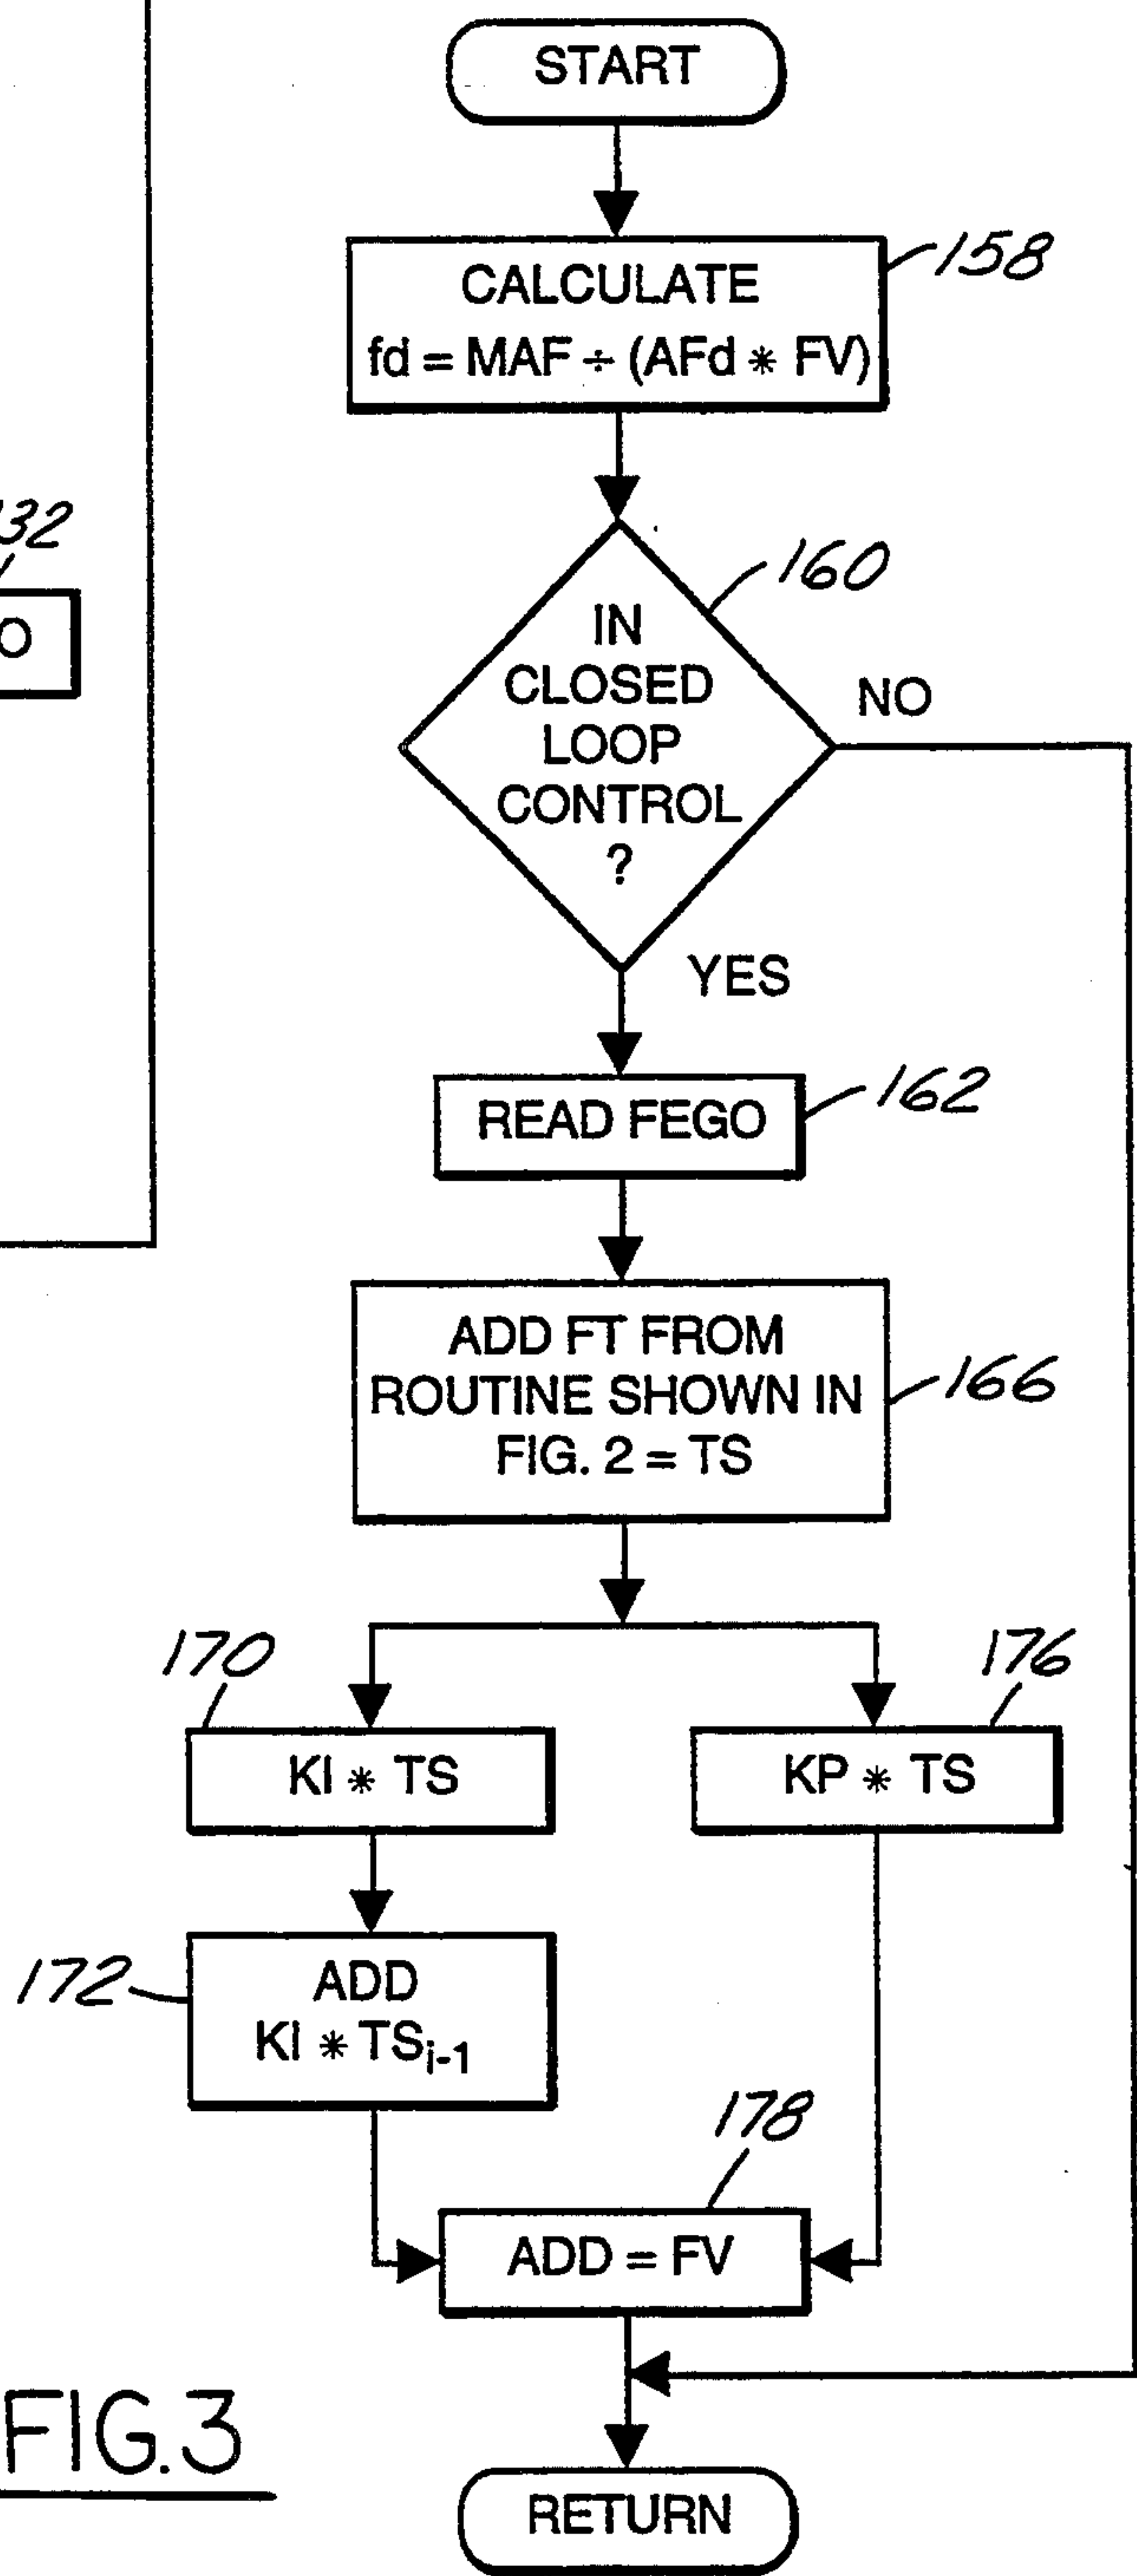 START
158
CALCULATE
fd = MAF ÷ (AFd * FV)
32
O
160
IN
CLOSED
LOOP
CONTROL
?
NO
YES
162
READ FEGO
ADD FT FROM
ROUTINE SHOWN IN
FIG. 2 = TS
166
170
176
KI * TS
KP * TS
172
ADD
KI * TSi-1
178
ADD = FV
FIG.3
RETURN